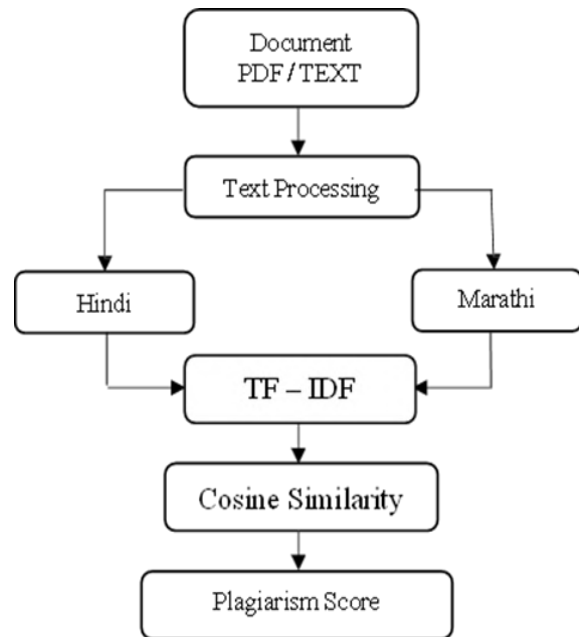 Document
PDF / TEXT
Text Processing
Hindi
Marathi
TF – IDF
Cosine Similarity
Plagiarism Score